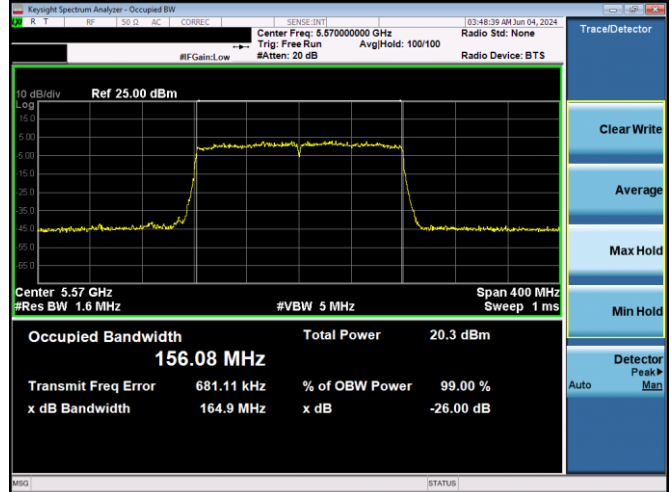 Keysight Spectrum Analyzer - Occupied BW
LXI R T RF 50 Ω AC CORREC SENSE:INT 03:48:39 AM Jun 04, 2024
Center Freq: 5.570000000 GHz Radio Std: None
Trig: Free Run Avg|Hold: 100/100
#IFGain:Low #Atten: 20 dB Radio Device: BTS
Trace/Detector
10 dB/div Ref 25.00 dBm
Log
15.0
5.00
-5.00
-15.0
-25.0
-35.0
-45.0
-55.0
-65.0
Center 5.57 GHz Span 400 MHz
#Res BW 1.6 MHz #VBW 5 MHz Sweep 1 ms
Occupied Bandwidth Total Power 20.3 dBm
156.08 MHz
Transmit Freq Error 681.11 kHz % of OBW Power 99.00 %
x dB Bandwidth 164.9 MHz x dB -26.00 dB
Clear Write
Average
Max Hold
Min Hold
Detector
Peak▶
Auto Man
MSG STATUS